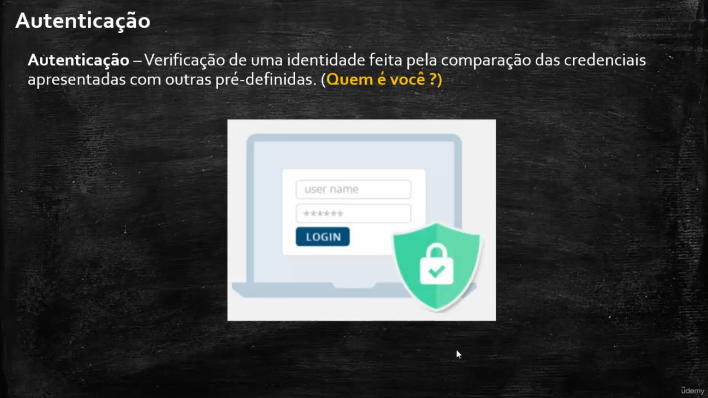 Autenticação
Autenticação – Verificação de uma identidade feita pela comparação das credenciais
apresentadas com outras pré-definidas. (Quem é você ?)
user name
******
LOGIN
ûdemy